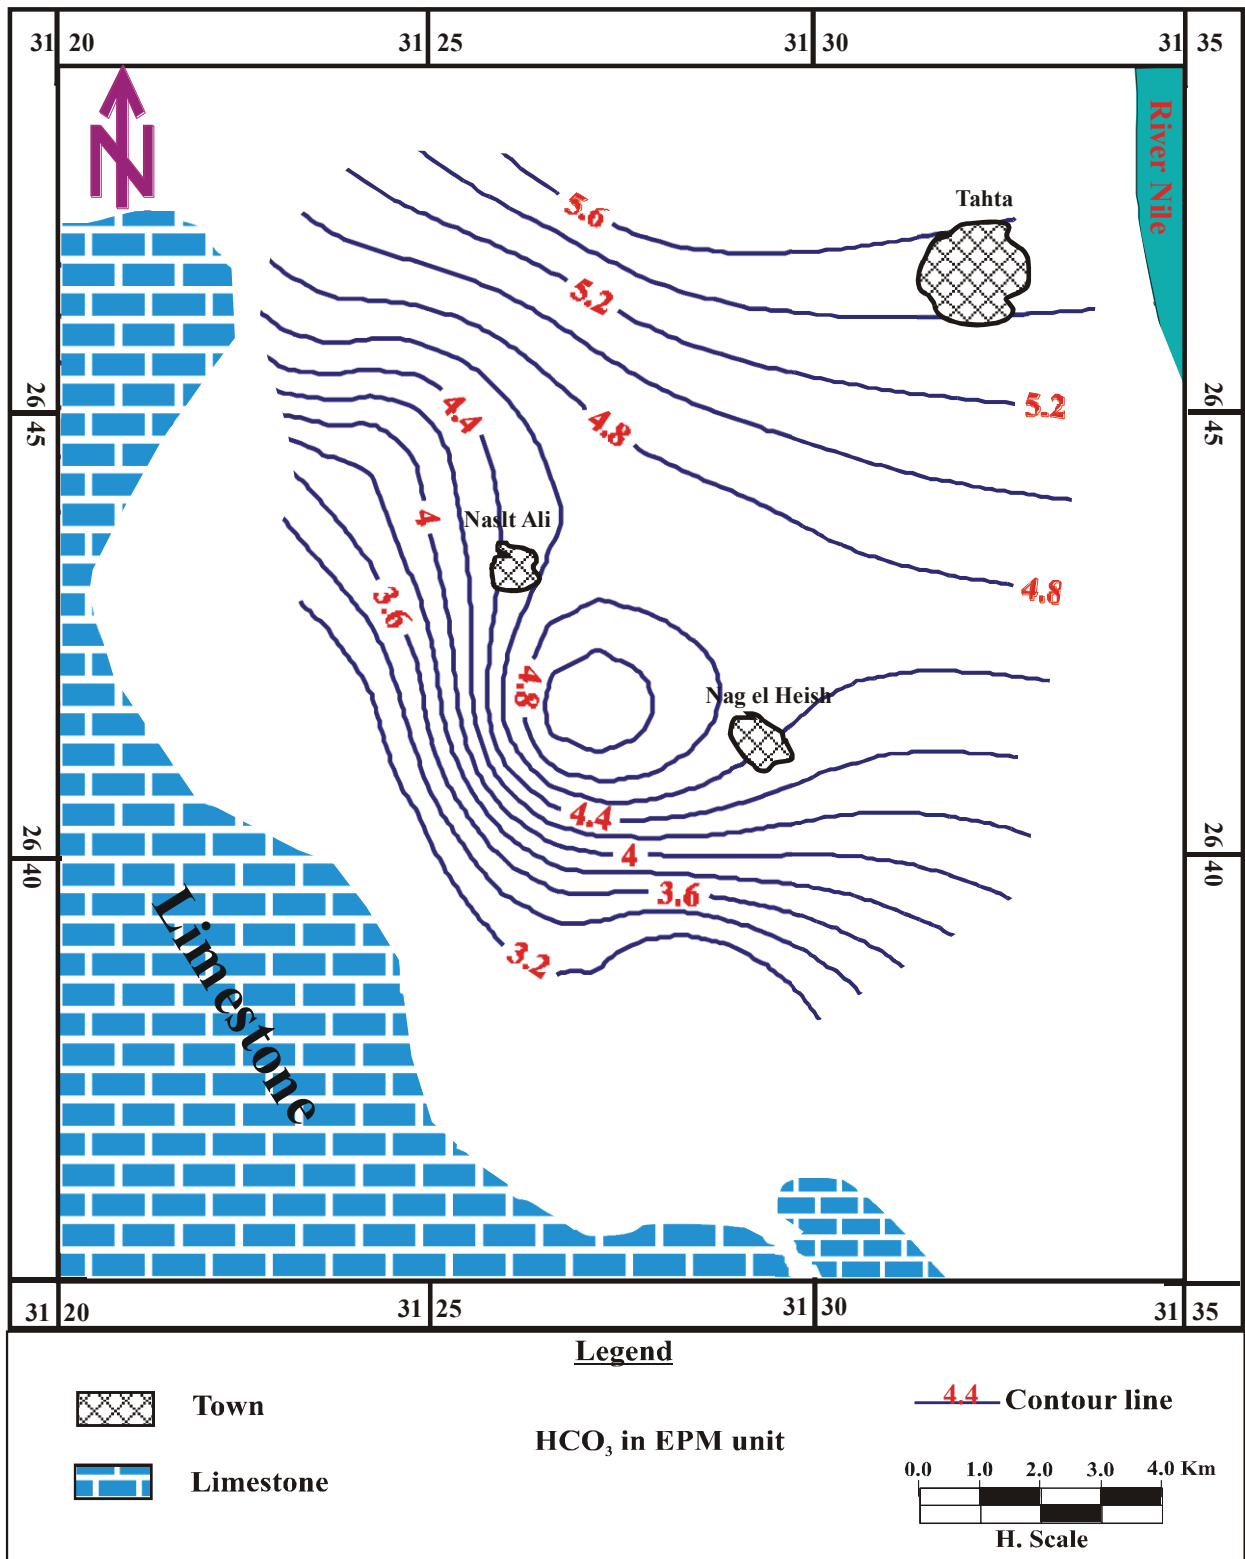 31 20
31 25
31 30
31 35
N
River Nile
Tahta
5.6
5.2
5.2
26 45
26 45
4.4
4.8
4
Naslt Ali
3.6
4.8
4.8
Nag el Heish
4.4
4
26 40
26 40
3.6
3.2
Limestone
31 20
31 25
31 30
31 35
Legend
Town
4.4 Contour line
HCO₃ in EPM unit
Limestone
0.0 1.0 2.0 3.0 4.0 Km
H. Scale